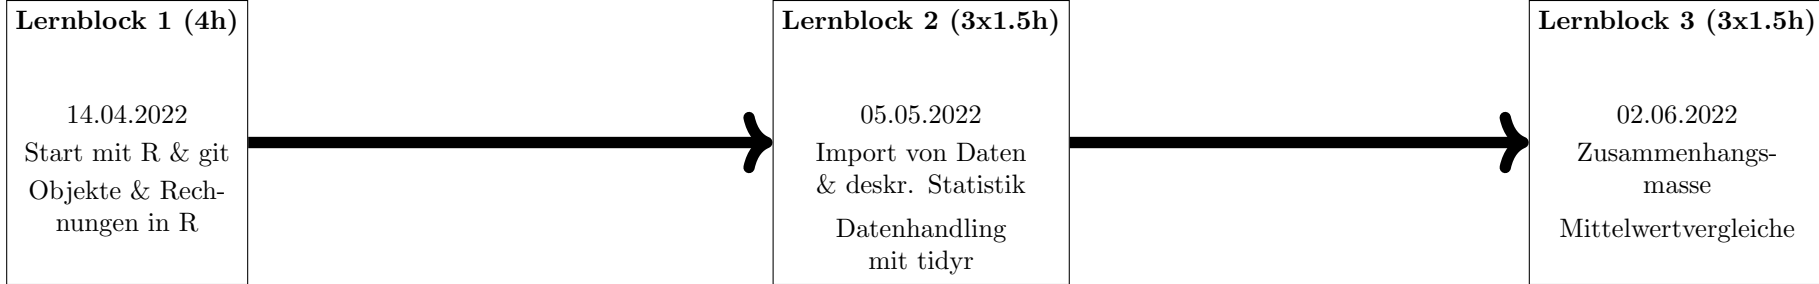 Lernblock 1 (4h)
14.04.2022
Start mit R & git
Objekte & Rech-
nungen in R
Lernblock 2 (3x1.5h)
05.05.2022
Import von Daten
& deskr. Statistik
Datenhandling
mit tidyr
Lernblock 3 (3x1.5h)
02.06.2022
Zusammenhangs-
masse
Mittelwertvergleiche